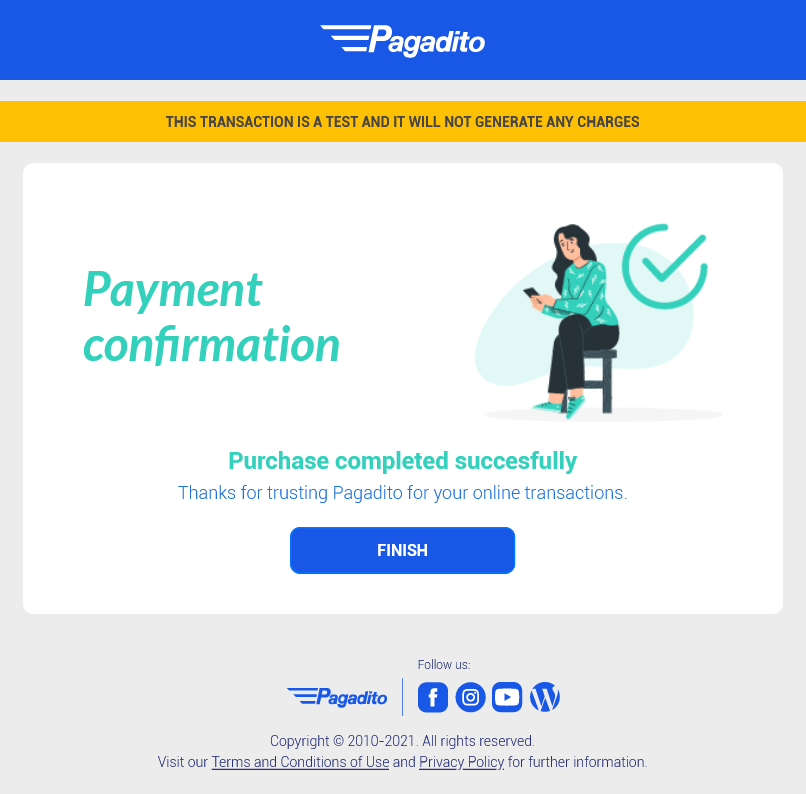 Pagadito
THIS TRANSACTION IS A TEST AND IT WILL NOT GENERATE ANY CHARGES
Payment
confirmation
Purchase completed succesfully
Thanks for trusting Pagadito for your online transactions.
FINISH
Follow us:
Pagadito
Copyright © 2010-2021. All rights reserved.
Visit our Terms and Conditions of Use and Privacy Policy for further information.